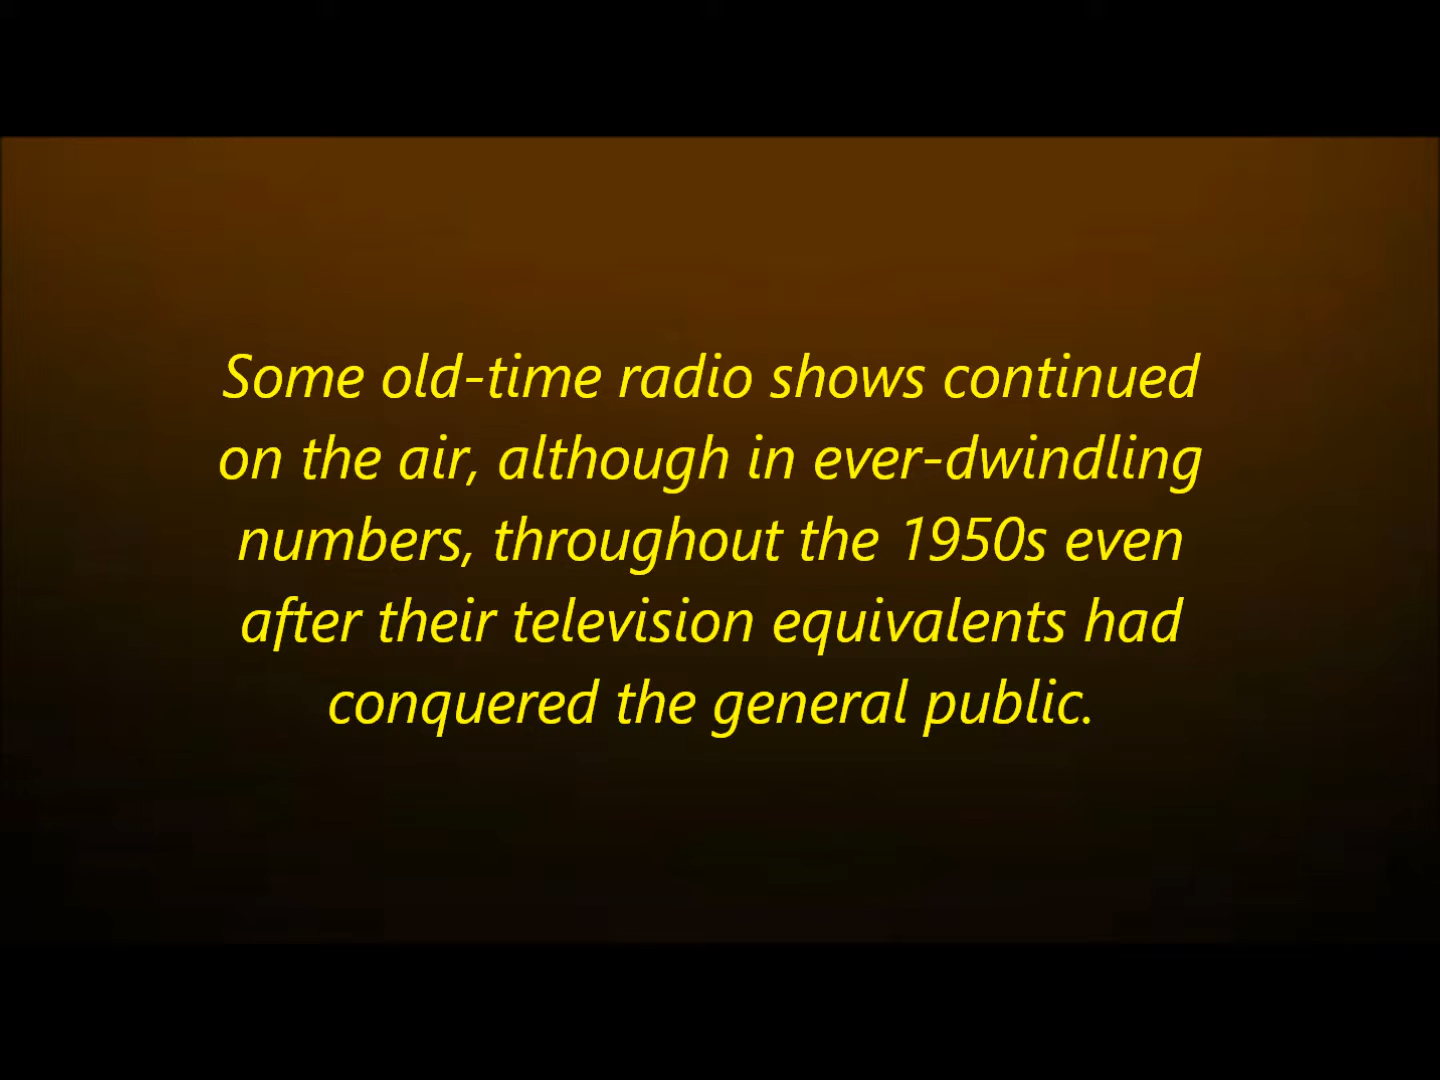 Some old-time radio shows continued
on the air, although in ever-dwindling
numbers, throughout the 1950s even
after their television equivalents had
conquered the general public.